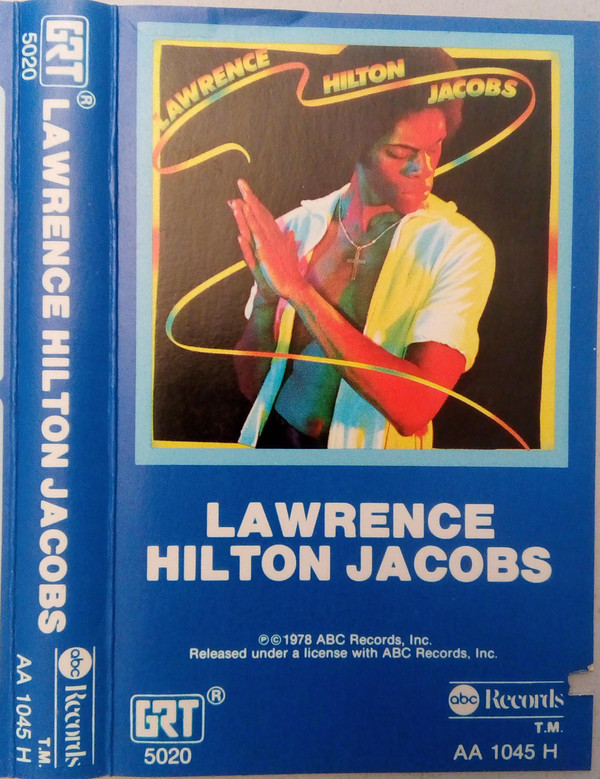 GRT®
5020
LAWRENCE HILTON JACOBS
abc Records
T.M.
AA 1045 H
LAWRENCE HILTON JACOBS
LAWRENCE
HILTON JACOBS
℗©1978 ABC Records, Inc.
Released under a license with ABC Records, Inc.
GRT®
5020
abc Records
T.M.
AA 1045 H